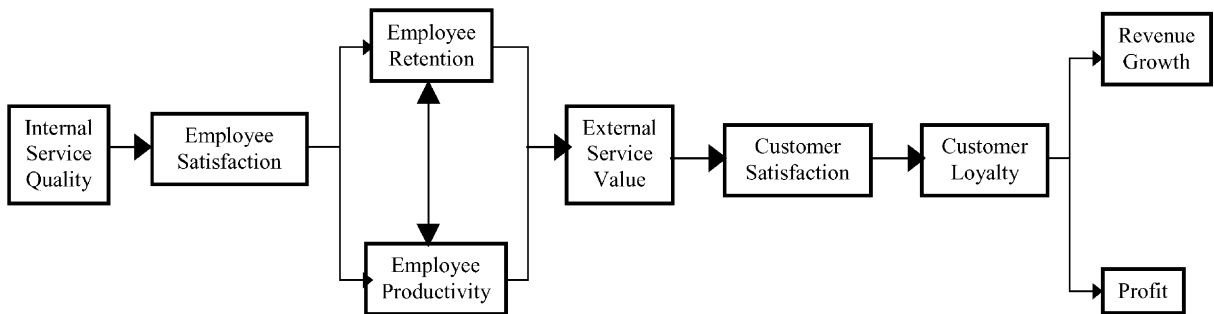 Internal
Service
Quality
Employee
Satisfaction
Employee
Retention
Employee
Productivity
External
Service
Value
Customer
Satisfaction
Customer
Loyalty
Revenue
Growth
Profit